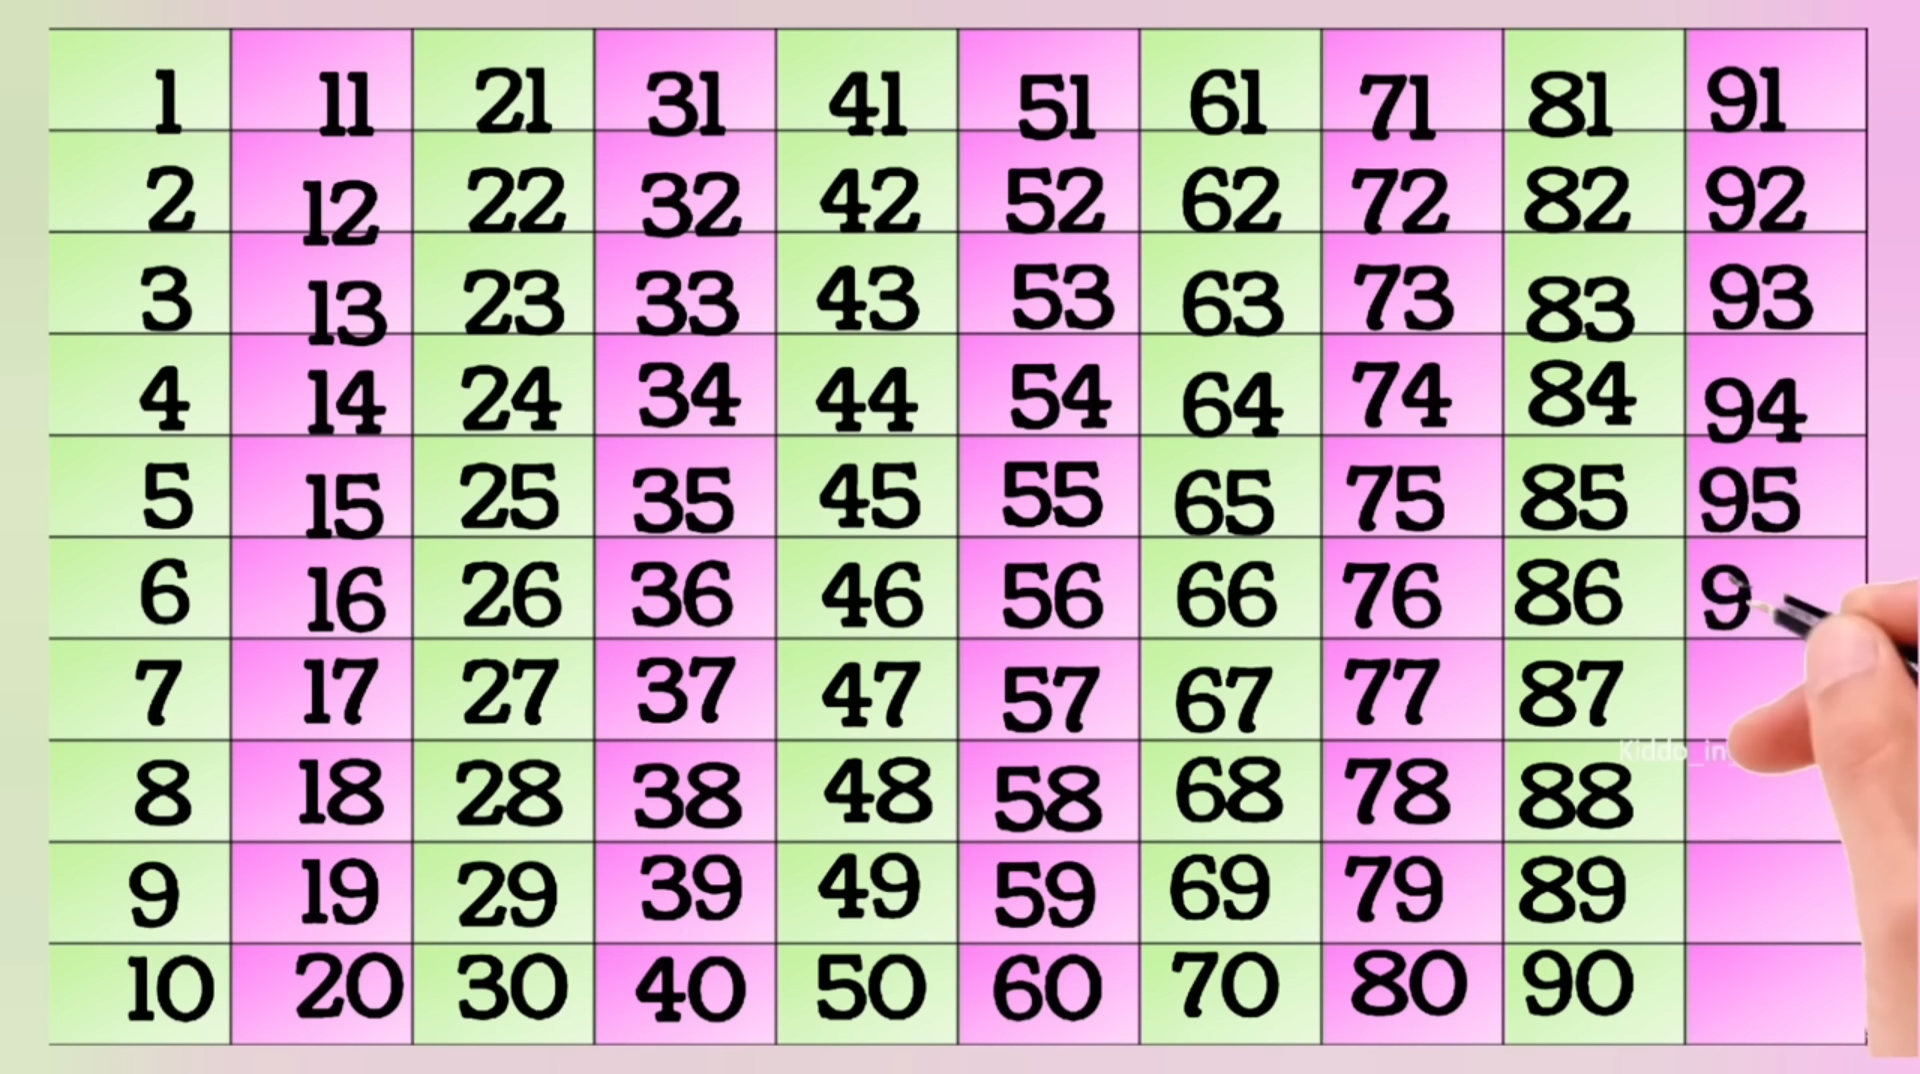 1 11 21 31 41 51 61 71 81 91
2 12 22 32 42 52 62 72 82 92
3 13 23 33 43 53 63 73 83 93
4 14 24 34 44 54 64 74 84 94
5 15 25 35 45 55 65 75 85 95
6 16 26 36 46 56 66 76 86 9
7 17 27 37 47 57 67 77 87
Kiddo_in
8 18 28 38 48 58 68 78 88
9 19 29 39 49 59 69 79 89
10 20 30 40 50 60 70 80 90